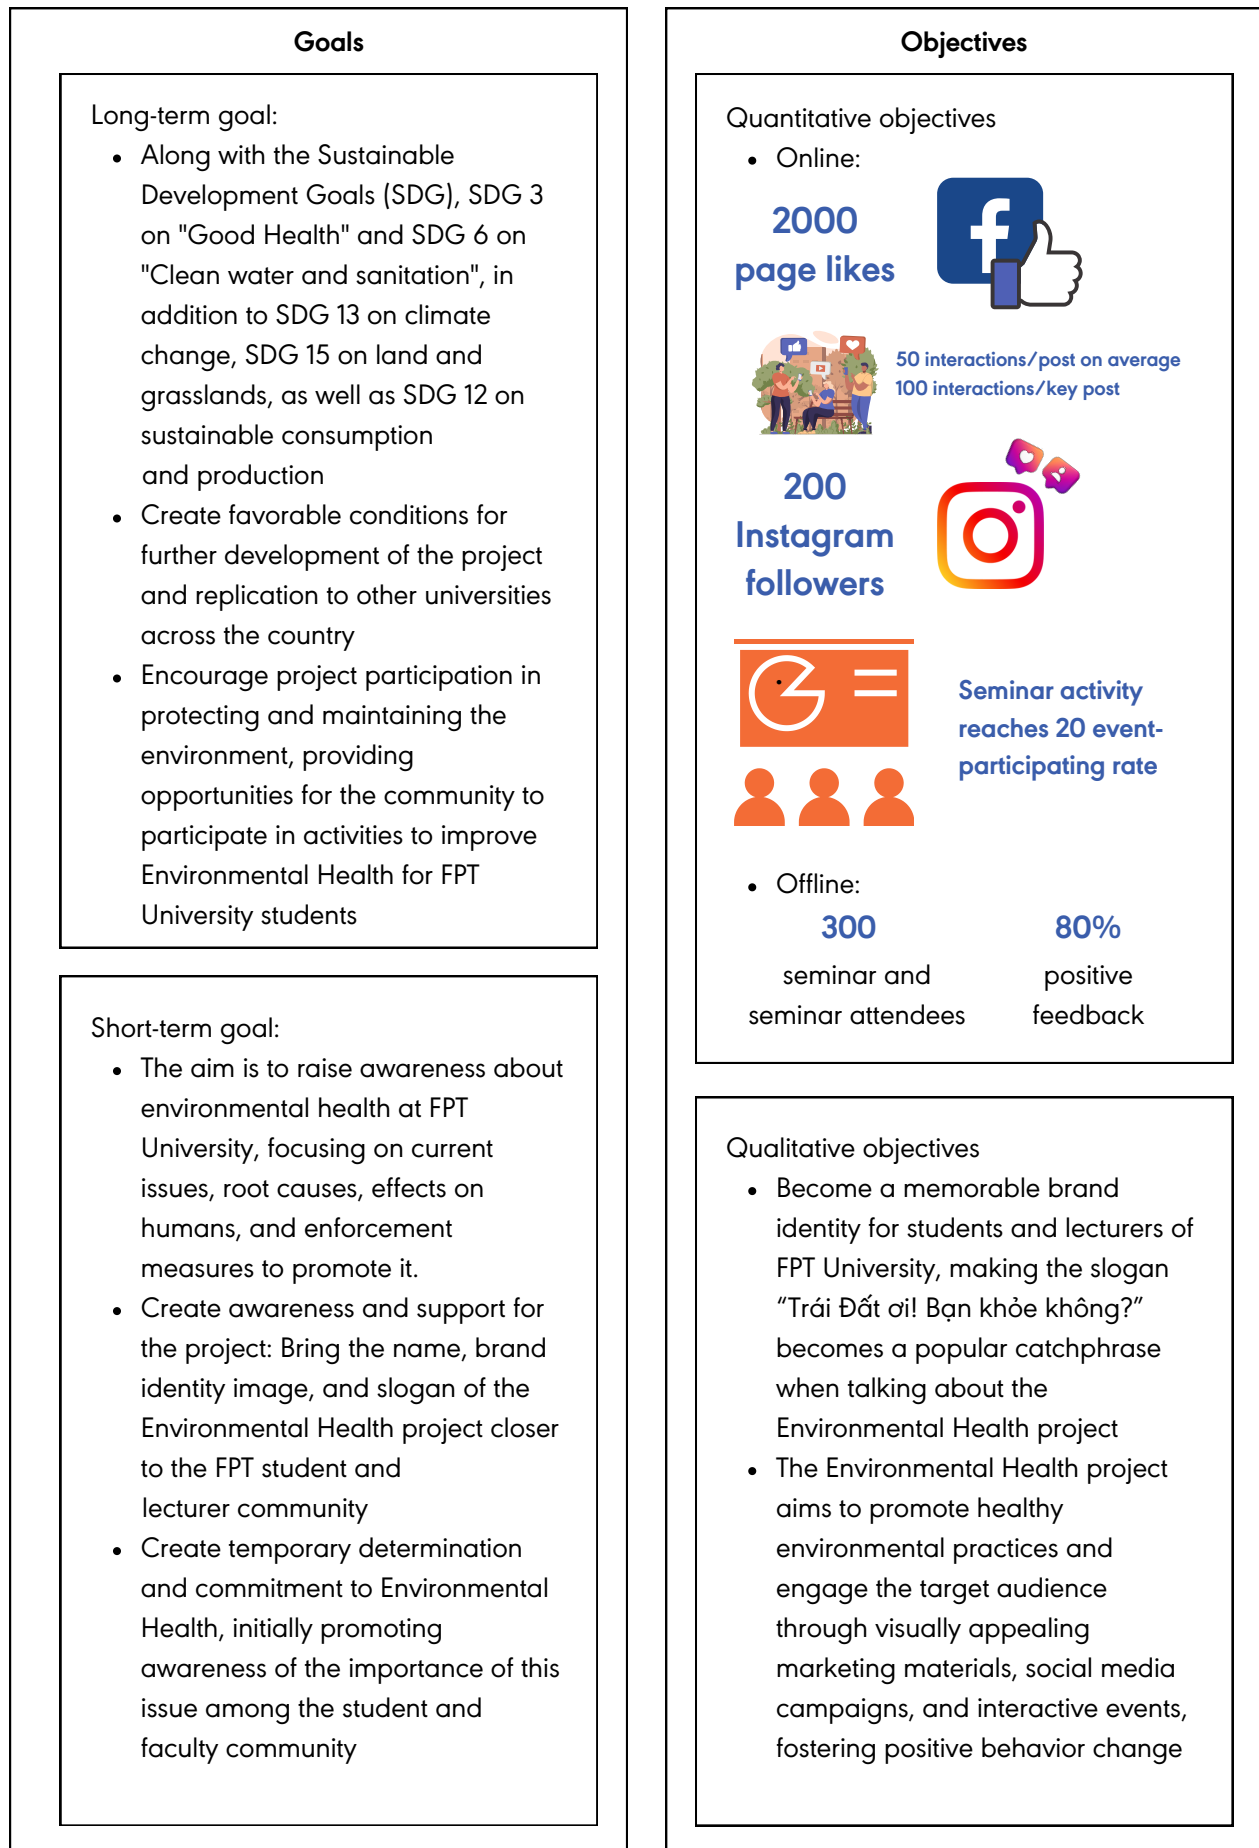 Goals
Long-term goal:
• Along with the Sustainable
Development Goals (SDG), SDG 3
on "Good Health" and SDG 6 on
"Clean water and sanitation", in
addition to SDG 13 on climate
change, SDG 15 on land and
grasslands, as well as SDG 12 on
sustainable consumption
and production
• Create favorable conditions for
further development of the project
and replication to other universities
across the country
• Encourage project participation in
protecting and maintaining the
environment, providing
opportunities for the community to
participate in activities to improve
Environmental Health for FPT
University students
Short-term goal:
• The aim is to raise awareness about
environmental health at FPT
University, focusing on current
issues, root causes, effects on
humans, and enforcement
measures to promote it.
• Create awareness and support for
the project: Bring the name, brand
identity image, and slogan of the
Environmental Health project closer
to the FPT student and
lecturer community
• Create temporary determination
and commitment to Environmental
Health, initially promoting
awareness of the importance of this
issue among the student and
faculty community
Objectives
Quantitative objectives
• Online:
2000
page likes
50 interactions/post on average
100 interactions/key post
200
Instagram
followers
Seminar activity
reaches 20 event-
participating rate
• Offline:
300
seminar and
seminar attendees
80%
positive
feedback
Qualitative objectives
• Become a memorable brand
identity for students and lecturers of
FPT University, making the slogan
“Trái Đất ơi! Bạn khỏe không?”
becomes a popular catchphrase
when talking about the
Environmental Health project
• The Environmental Health project
aims to promote healthy
environmental practices and
engage the target audience
through visually appealing
marketing materials, social media
campaigns, and interactive events,
fostering positive behavior change